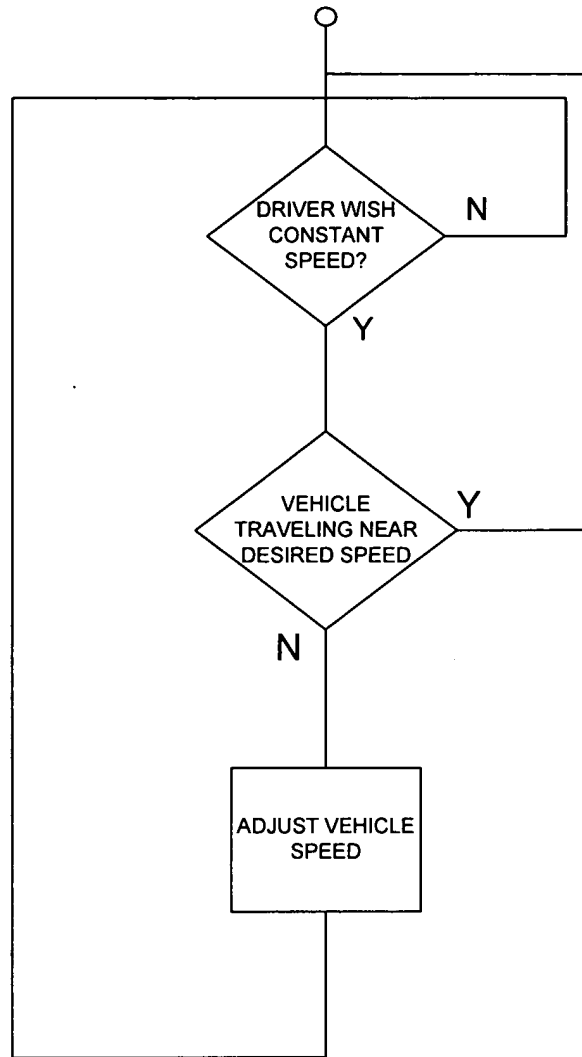 DRIVER WISH
CONSTANT
SPEED?
N
Y
VEHICLE
TRAVELING NEAR
DESIRED SPEED
Y
N
ADJUST VEHICLE
SPEED